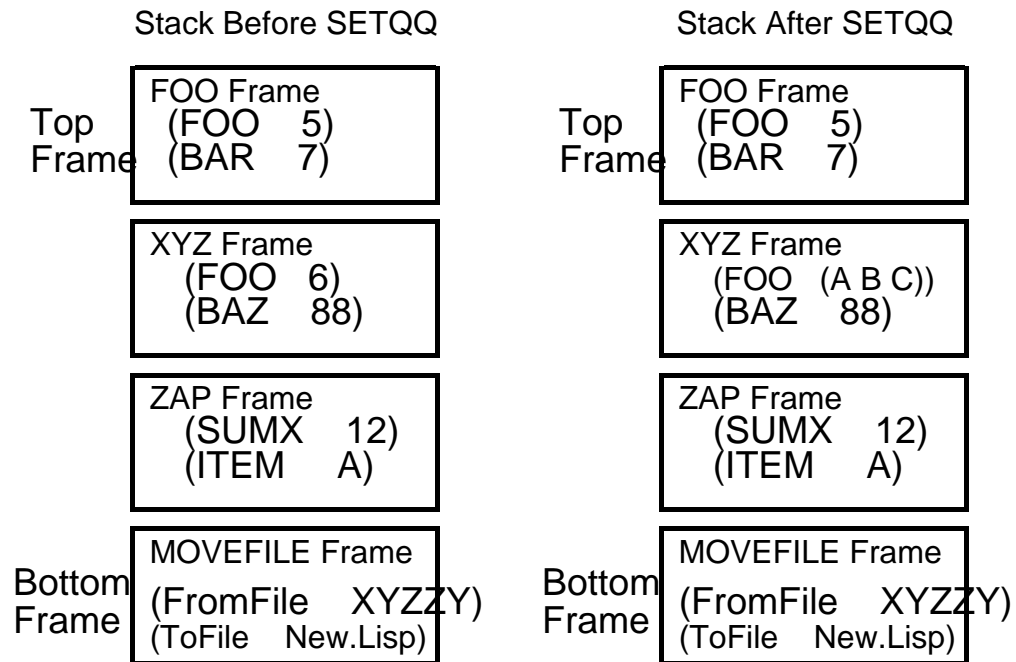 Stack Before SETQQ
Top
Frame
FOO Frame
(FOO 5)
(BAR 7)
XYZ Frame
(FOO 6)
(BAZ 88)
ZAP Frame
(SUMX 12)
(ITEM A)
Bottom
Frame
MOVEFILE Frame
(FromFile XYZZY)
(ToFile New.Lisp)
Stack After SETQQ
Top
Frame
FOO Frame
(FOO 5)
(BAR 7)
XYZ Frame
(FOO (A B C))
(BAZ 88)
ZAP Frame
(SUMX 12)
(ITEM A)
Bottom
Frame
MOVEFILE Frame
(FromFile XYZZY)
(ToFile New.Lisp)